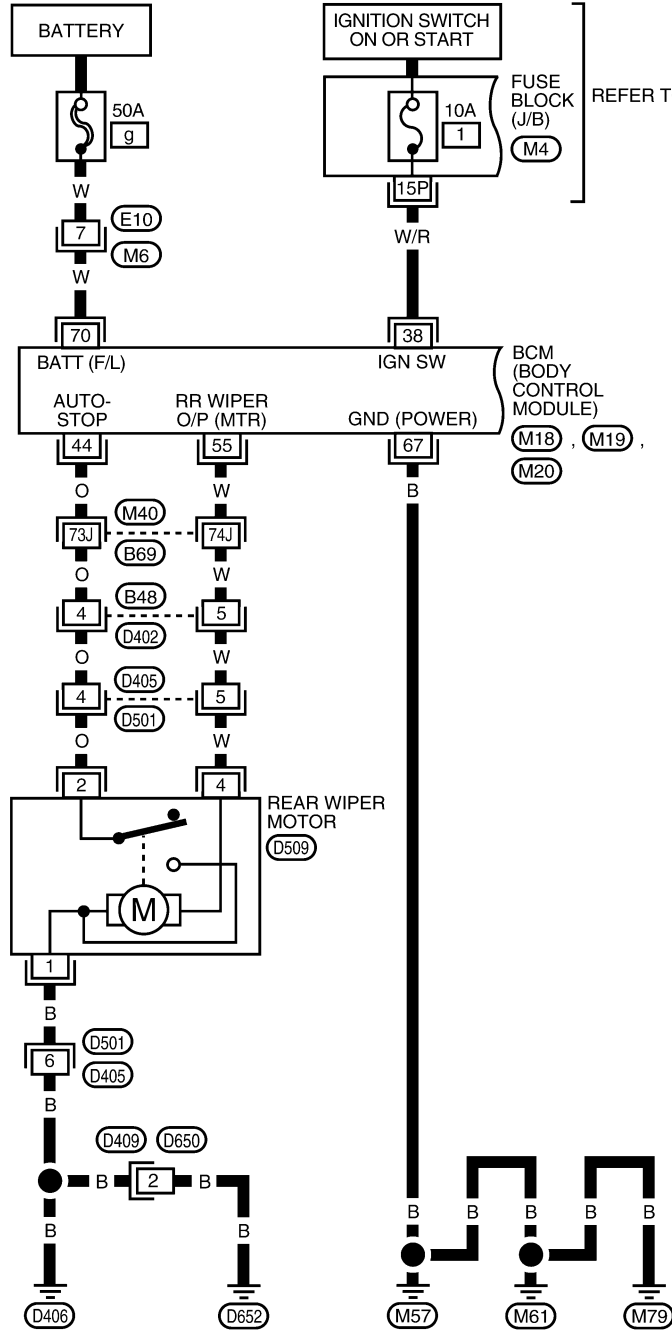 BATTERY
IGNITION SWITCH
ON OR START
50A
g
10A
1
FUSE
BLOCK
(J/B)
M4
REFER T
15P
W
7
E10
M6
W
W/R
70
38
BATT (F/L)
IGN SW
BCM
(BODY
CONTROL
MODULE)
M18 , M19 ,
M20
AUTO-
STOP
RR WIPER
O/P (MTR)
GND (POWER)
44
55
67
O
W
B
73J
M40
B69
74J
O
W
4
B48
D402
5
O
W
4
D405
D501
5
O
W
2
4
REAR WIPER
MOTOR
D509
M
1
B
6
D501
D405
B
D409
D650
B
2
B
B
B
B
B
B
B
B
D406
D652
M57
M61
M79